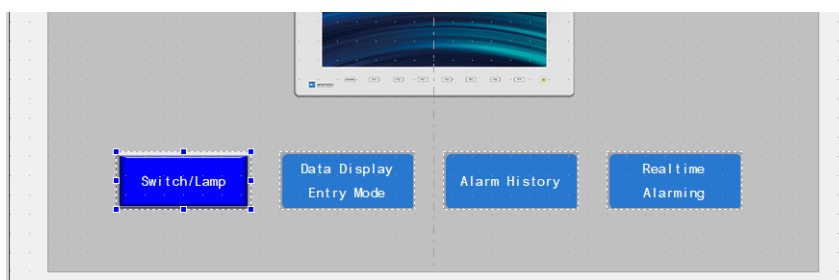 Switch/Lamp
Data Display
Entry Mode
Alarm History
Realtime
Alarming